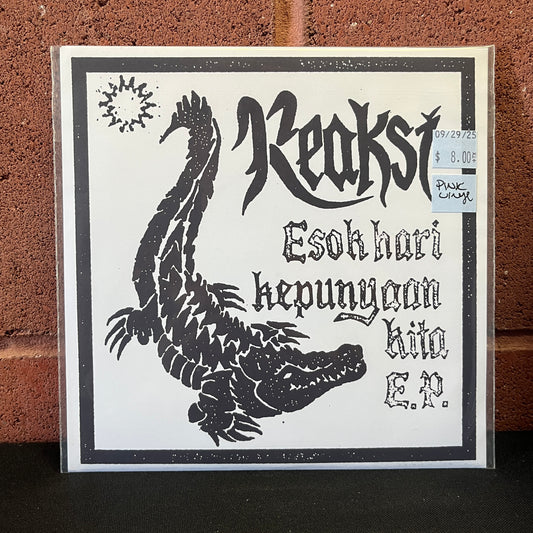 Reaksi
09/29/25
$ 8.00
PINK
VINYL
Esok hari
kepunyaan
kita
E.P.